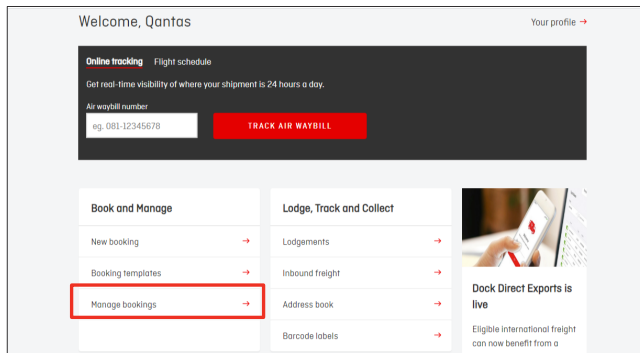 Welcome, Qantas
Your profile →
Online tracking Flight schedule
Get real-time visibility of where your shipment is 24 hours a day.
Air waybill number
eg. 081-12345678
TRACK AIR WAYBILL
Book and Manage
New booking →
Booking templates →
Manage bookings →
Lodge, Track and Collect
Lodgements →
Inbound freight →
Address book →
Barcode labels →
Dock Direct Exports is
live
Eligible international freight
can now benefit from a